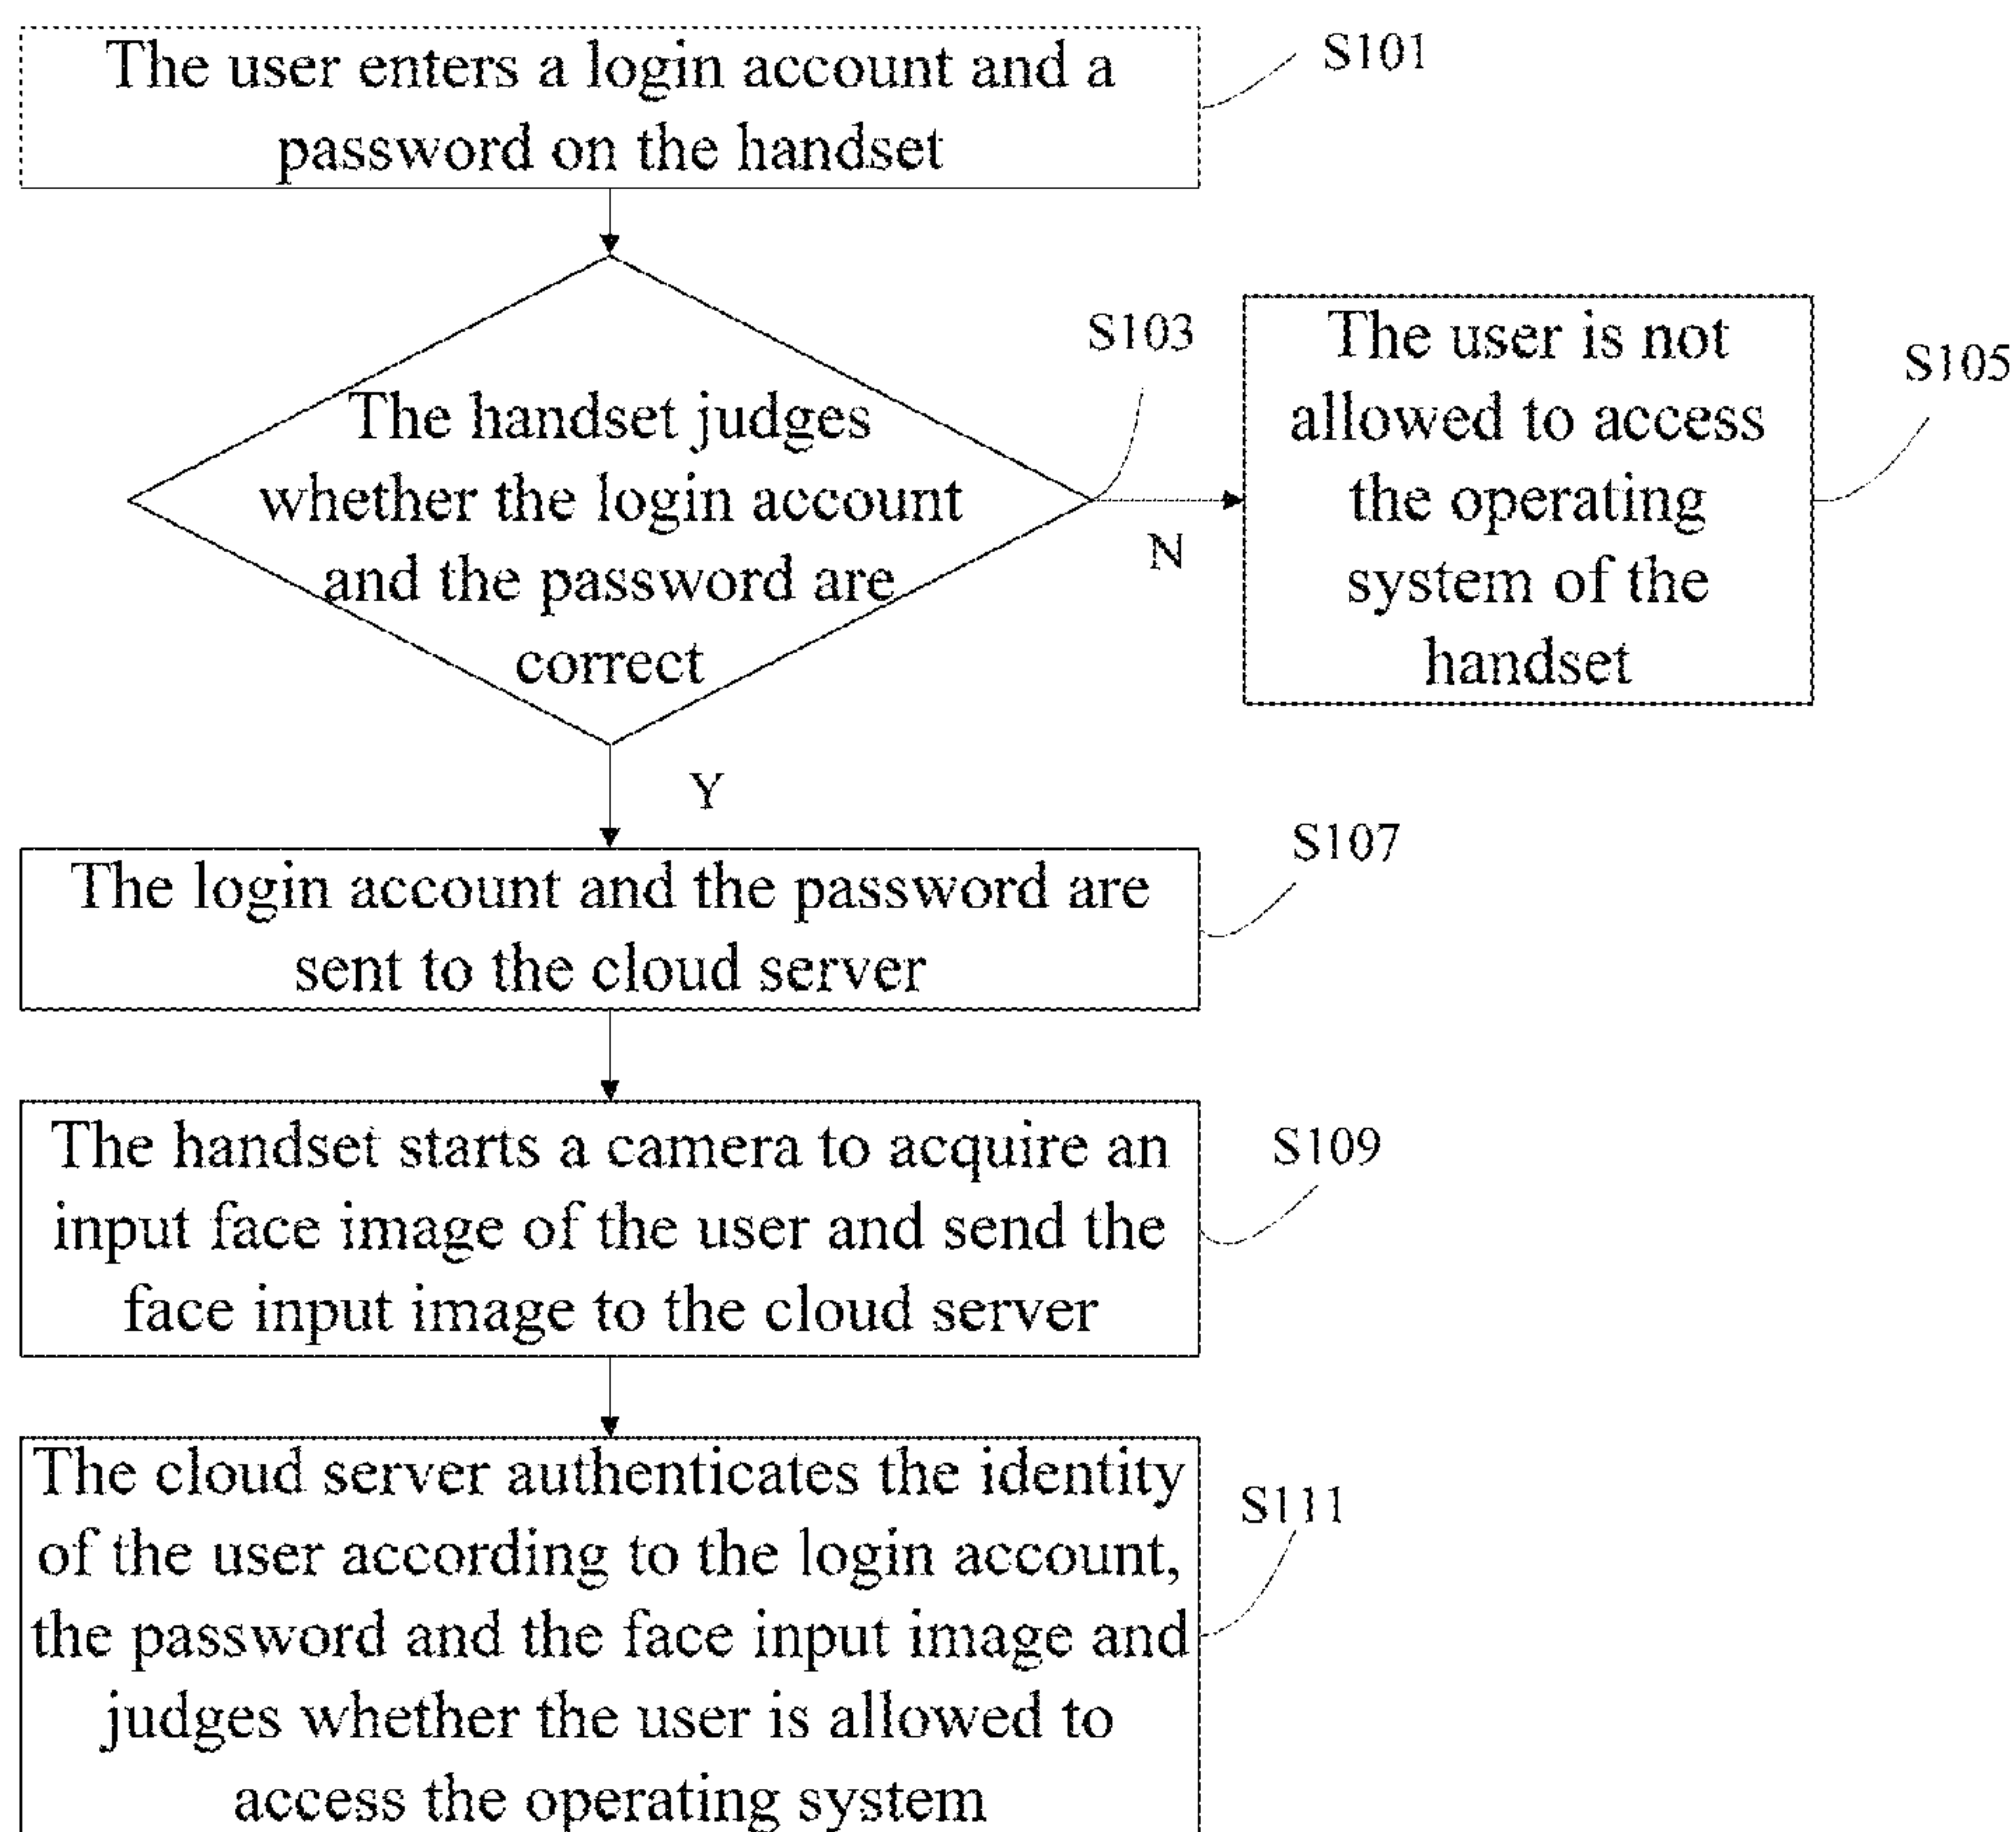 The user enters a login account and a
password on the handset
S101
The handset judges
whether the login account
and the password are
correct
S103
N
The user is not
allowed to access
the operating
system of the
handset
S105
Y
The login account and the password are
sent to the cloud server
S107
The handset starts a camera to acquire an
input face image of the user and send the
face input image to the cloud server
S109
The cloud server authenticates the identity
of the user according to the login account,
the password and the face input image and
judges whether the user is allowed to
access the operating system
S111